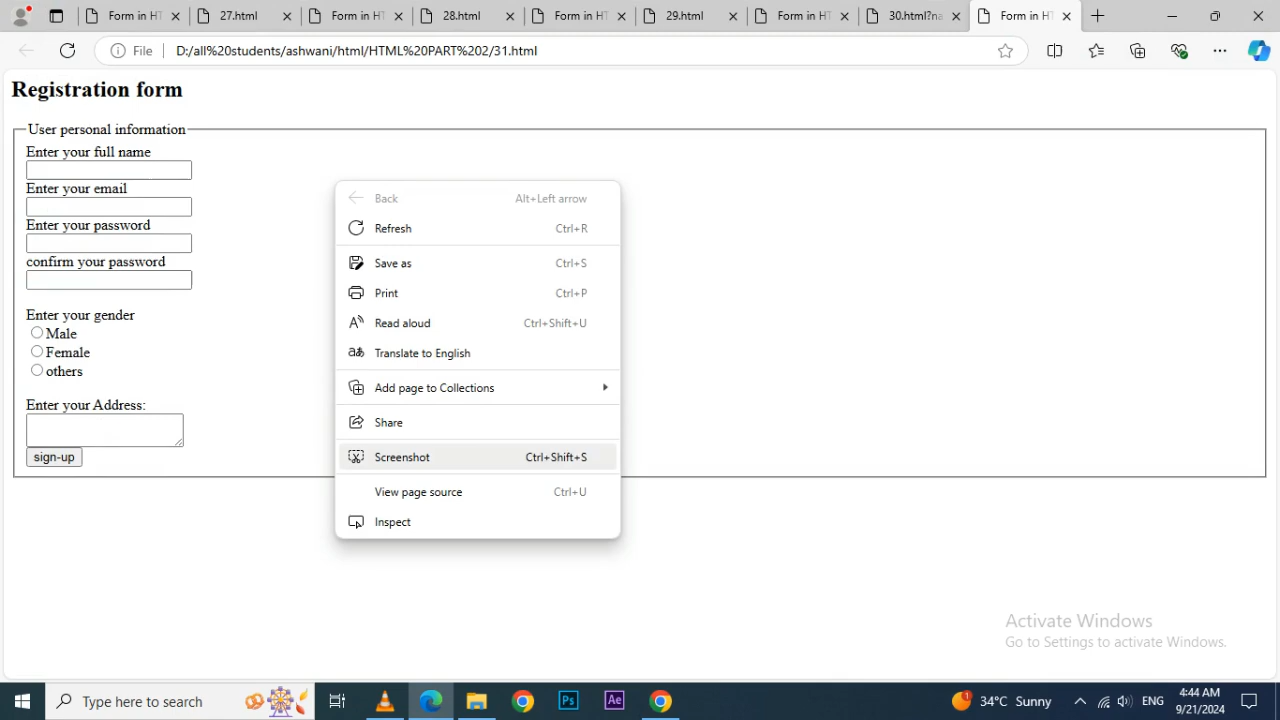 Form in HT
27.html
Form in HT
28.html
Form in HT
29.html
Form in HT
30.html?na
Form in HT
File
D:/all%20students/ashwani/html/HTML%20PART%202/31.html
Registration form
User personal information
Enter your full name
Enter your email
Enter your password
confirm your password
Enter your gender
Male
Female
others
Enter your Address:
sign-up
Back Alt+Left arrow
Refresh Ctrl+R
Save as Ctrl+S
Print Ctrl+P
Read aloud Ctrl+Shift+U
Translate to English
Add page to Collections
Share
Screenshot Ctrl+Shift+S
View page source Ctrl+U
Inspect
Activate Windows
Go to Settings to activate Windows.
Type here to search
Ps
Ae
1
34°C Sunny
ENG
4:44 AM
9/21/2024